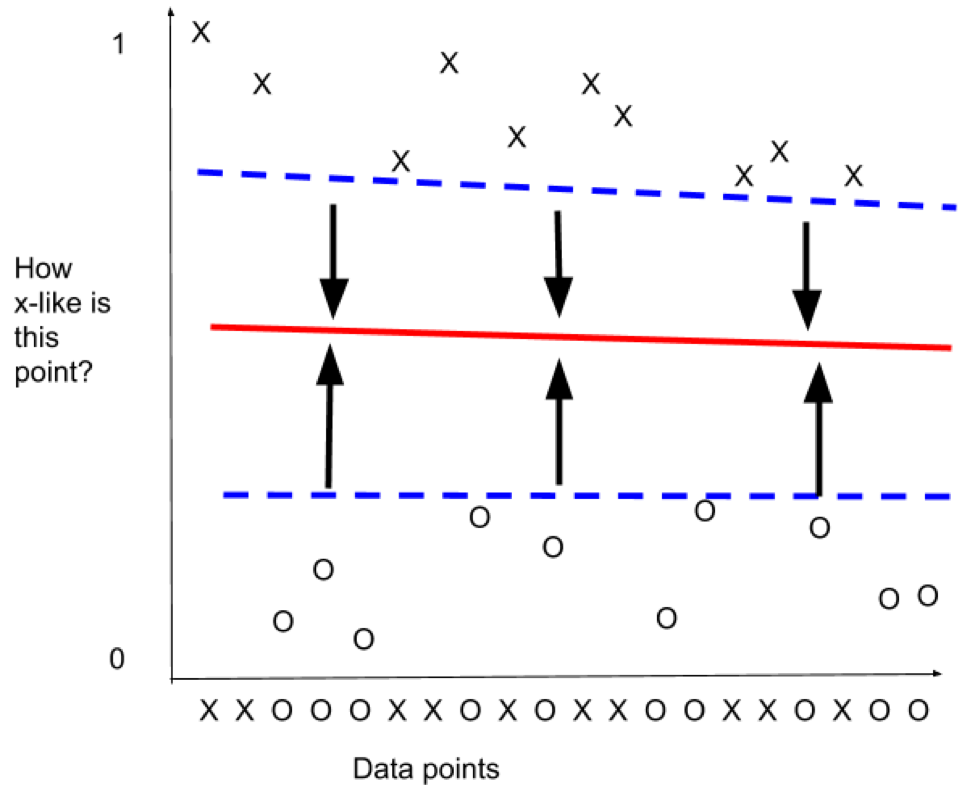 1
How
x-like is
this
point?
0
X X O O O X X O X O X X O O X X O X O O
Data points